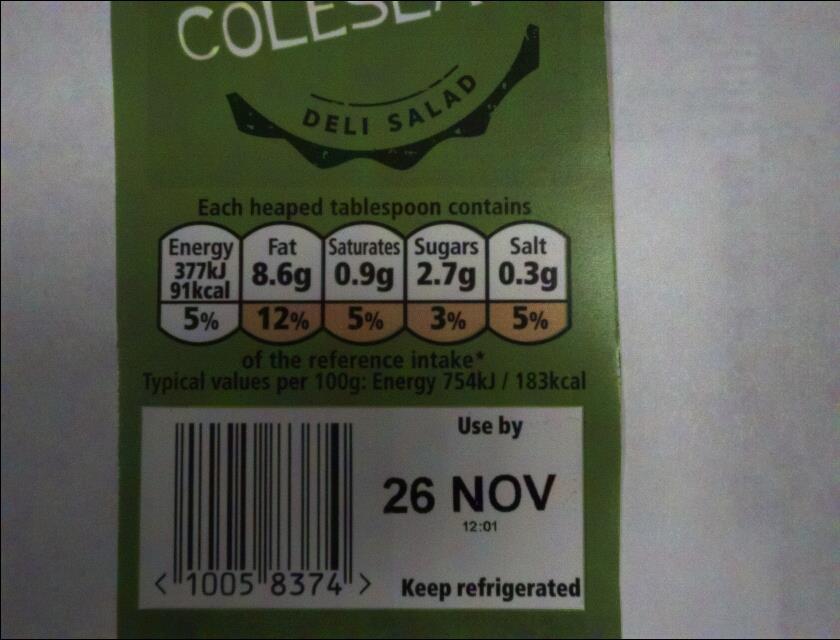 DELI SALAD
Each heaped tablespoon contains
Energy Fat Saturates Sugars Salt
377kJ 8.6g 0.9g 2.7g 0.3g
91kcal
5% 12% 5% 3% 5%
of the reference intake*
Typical values per 100g: Energy 754kJ / 183kcal
Use by
26 NOV
12:01
< 1005 8374 > Keep refrigerated